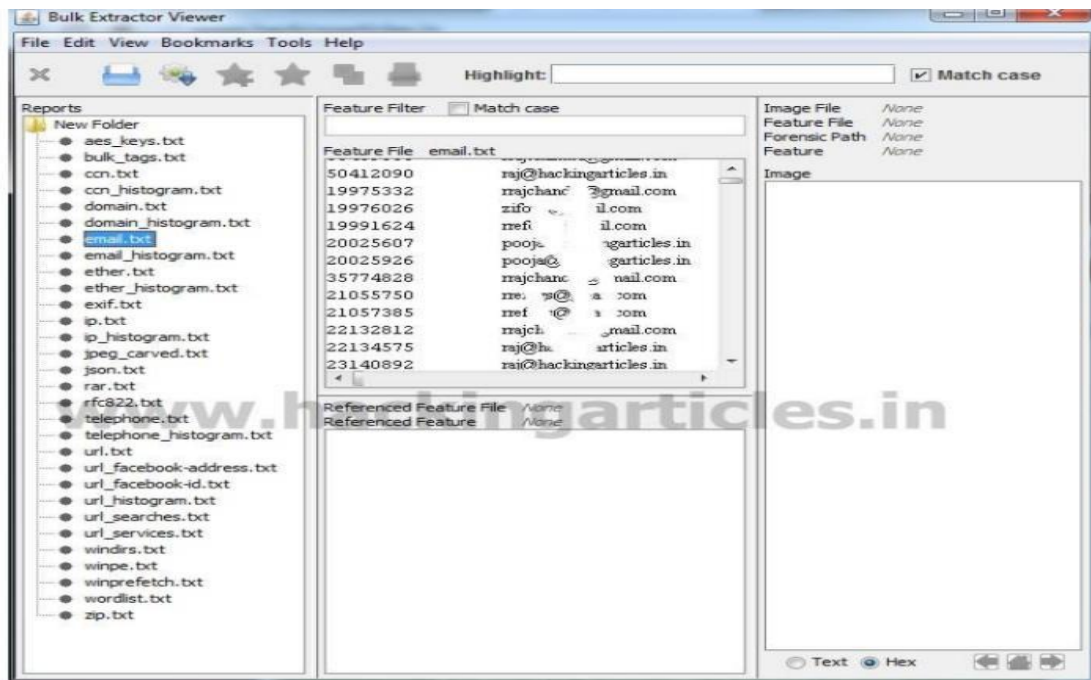 Bulk Extractor Viewer
File Edit View Bookmarks Tools Help
Highlight: Match case
Reports
New Folder
aes_keys.txt
bulk_tags.txt
ccn.txt
ccn_histogram.txt
domain.txt
domain_histogram.txt
email.txt
email_histogram.txt
ether.txt
ether_histogram.txt
exif.txt
ip.txt
ip_histogram.txt
jpeg_carved.txt
json.txt
rar.txt
rfc822.txt
telephone.txt
telephone_histogram.txt
url.txt
url_facebook-address.txt
url_facebook-id.txt
url_histogram.txt
url_searches.txt
url_services.txt
windirs.txt
winpe.txt
winprefetch.txt
wordlist.txt
zip.txt
Feature Filter Match case
Feature File email.txt
50412090 raj@hackingarticles.in
19975332
19976026
19991624
20025607
20025926
35774828
21055750
21057385
22132812
22134575
23140892 raj@hackingarticles.in
Referenced Feature File None
Referenced Feature None
Image File None
Feature File None
Forensic Path None
Feature None
Image
Text Hex
www.hackingarticles.in